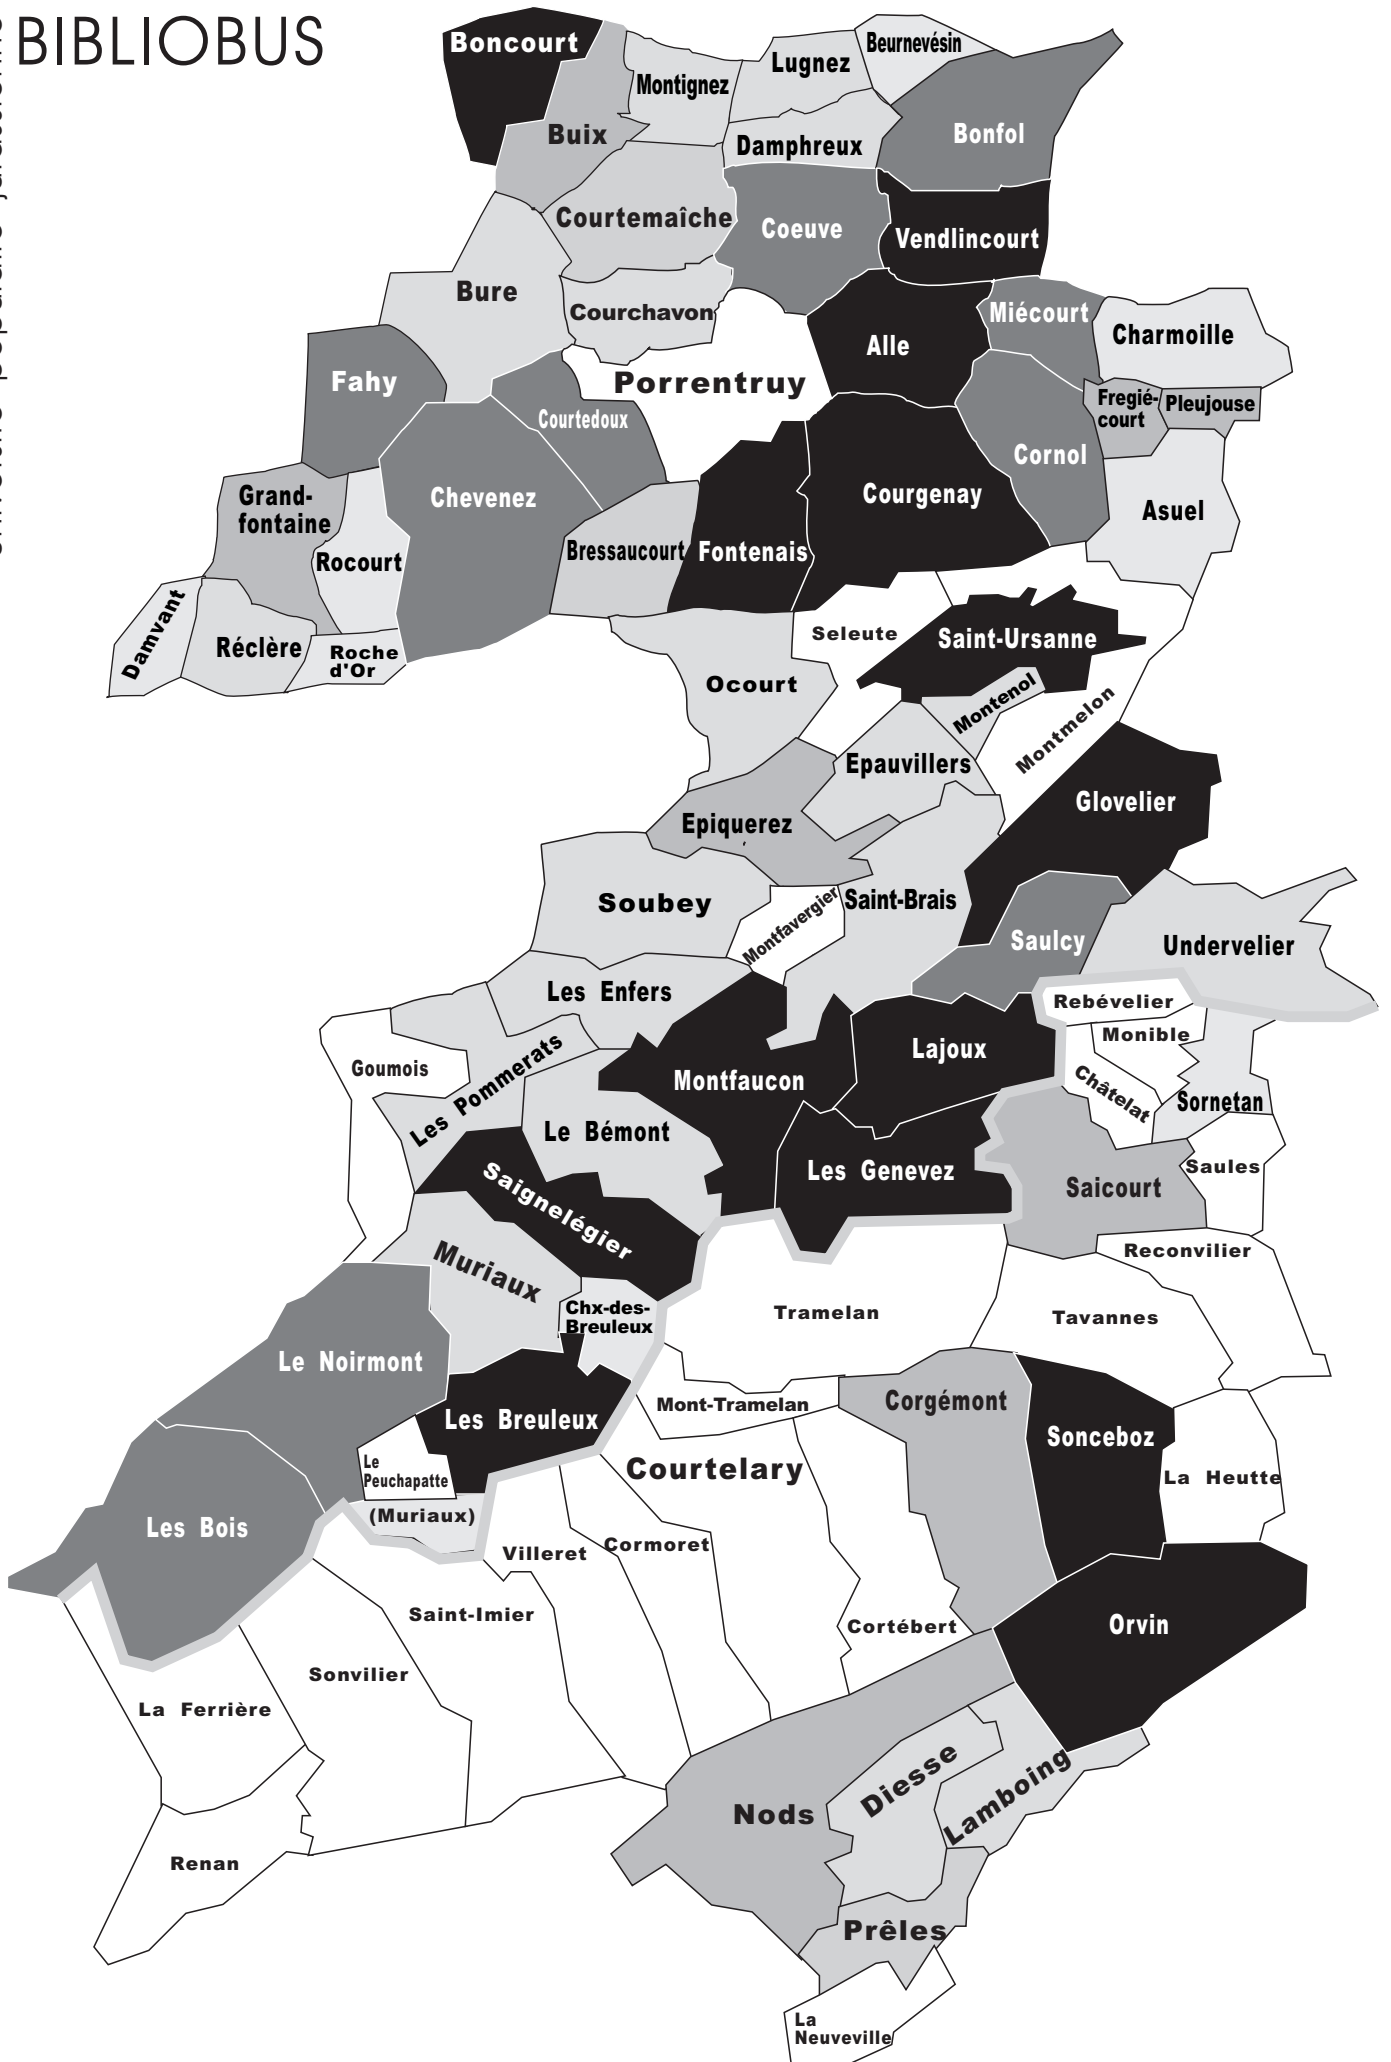 BIBLIOBUS
Boncourt
Beurnevésin
Lugnez
Montignez
Buix
Damphreux
Bonfol
Courtemaîche
Coeuve
Vendlincourt
Bure
Courchavon
Miécourt
Charmoille
Alle
Fahy
Porrentruy
Courtedoux
Fregié-
court
Pleujouse
Cornol
Grand-
fontaine
Chevenez
Courgenay
Asuel
Rocourt
Bressaucourt
Fontenais
Damvant
Réclère
Roche
d'Or
Seleute
Saint-Ursanne
Ocourt
Montenol
Montmelon
Epauvillers
Glovelier
Epiquerez
Soubey
Montfavergier
Saint-Brais
Saulcy
Undervelier
Les Enfers
Rebévelier
Monible
Lajoux
Goumois
Les Pommerats
Montfaucon
Châtelat
Sornetan
Le Bémont
Les Genevez
Saules
Saicourt
Saignelégier
Muriaux
Reconvilier
Chx-des-
Breuleux
Tramelan
Tavannes
Le Noirmont
Les Breuleux
Mont-Tramelan
Corgémont
Sonceboz
Le
Peuchapatte
Courtelary
La Heutte
(Muriaux)
Les Bois
Villeret
Cormoret
Saint-Imier
Cortébert
Orvin
Sonvilier
La Ferrière
Diesse
Lamboing
Nods
Renan
Prêles
La
Neuveville